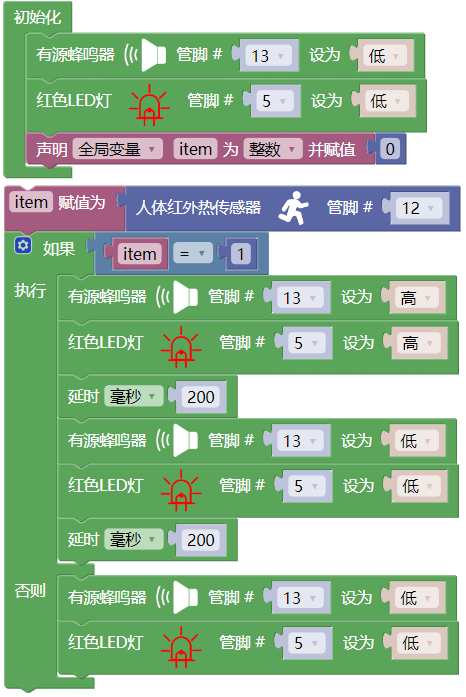 初始化
有源蜂鸣器 管脚 # 13 设为 低
红色LED灯 管脚 # 5 设为 低
声明 全局变量 item 为 整数 并赋值 0
item 赋值为 人体红外热传感器 管脚 # 12
如果 item = 1
执行 有源蜂鸣器 管脚 # 13 设为 高
红色LED灯 管脚 # 5 设为 高
延时 毫秒 200
有源蜂鸣器 管脚 # 13 设为 低
红色LED灯 管脚 # 5 设为 低
延时 毫秒 200
否则 有源蜂鸣器 管脚 # 13 设为 低
红色LED灯 管脚 # 5 设为 低